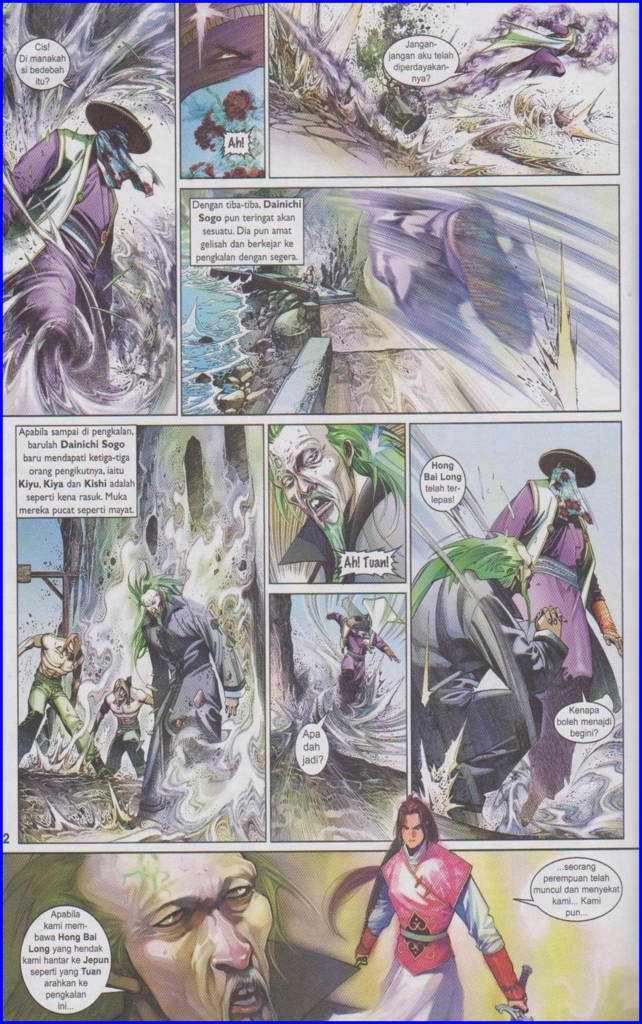 Cis!
Di manakah
si bedebah
itu?
Ah!
Jangan-
jangan aku telah
diperdayakan-
nya?
Dengan tiba-tiba, Dainichi
Sogo pun teringat akan
sesuatu. Dia pun amat
gelisah dan berkejar ke
pengkalan dengan segera.
Apabila sampai di pengkalan,
barulah Dainichi Sogo
baru mendapati ketiga-tiga
orang pengikutnya, iaitu
Kiyu, Kiya dan Kishi adalah
seperti kena rasuk. Muka
mereka pucat seperti mayat.
Ah! Tuan!
Apa
dah
jadi?
Hong
Bai Long
telah ter-
lepas!
Kenapa
boleh menajdi
begini?
2
Apabila
kami mem-
bawa Hong Bai
Long yang hendak
kami hantar ke Jepun
seperti yang Tuan
arahkan ke
pengkalan
ini...
...seorang
perempuan telah
muncul dan menyekat
kami... Kami
pun...